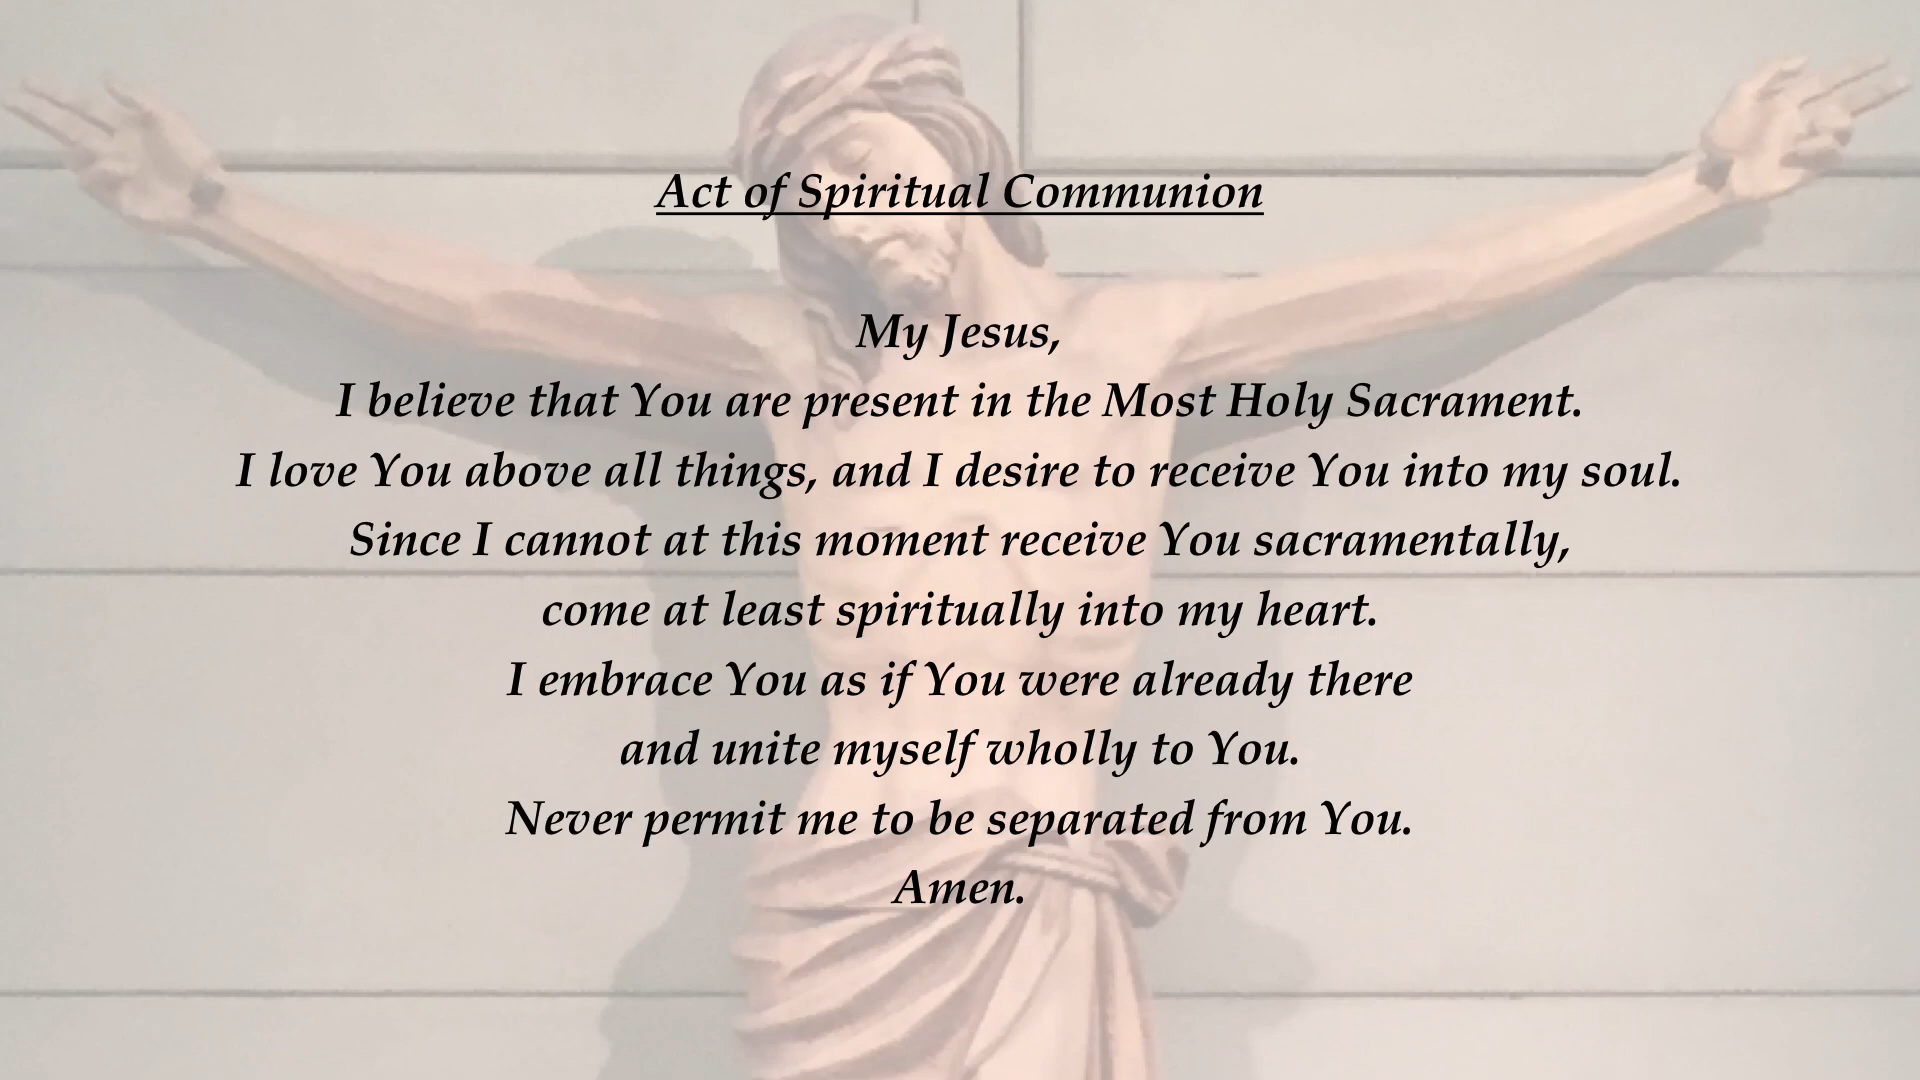 Act of Spiritual Communion
My Jesus,
I believe that You are present in the Most Holy Sacrament.
I love You above all things, and I desire to receive You into my soul.
Since I cannot at this moment receive You sacramentally,
come at least spiritually into my heart.
I embrace You as if You were already there
and unite myself wholly to You.
Never permit me to be separated from You.
Amen.